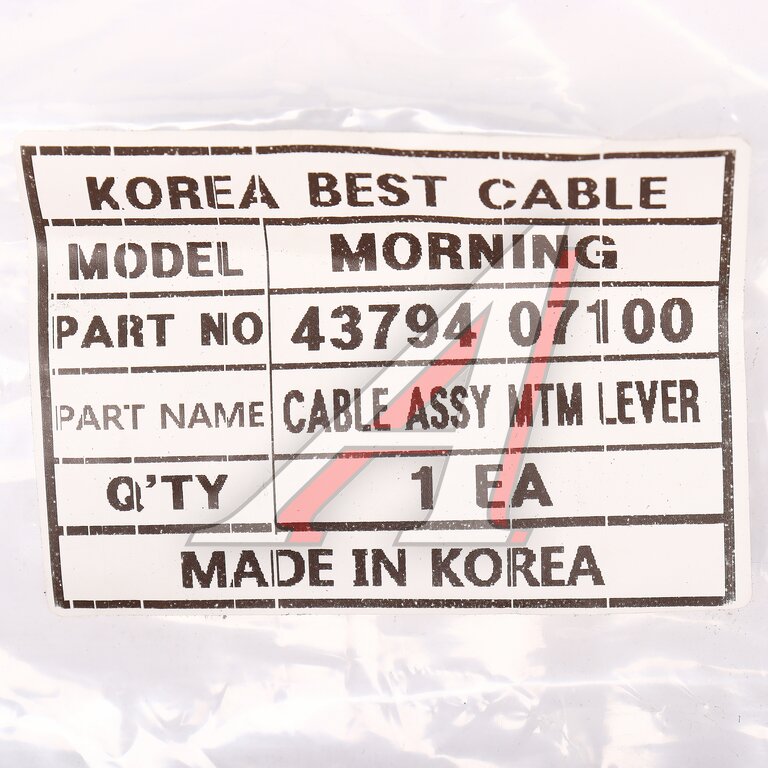 KOREA BEST CABLE
MODEL MORNING
PART NO 43794 07100
PART NAME CABLE ASSY MTM LEVER
Q'TY 1 EA
MADE IN KOREA